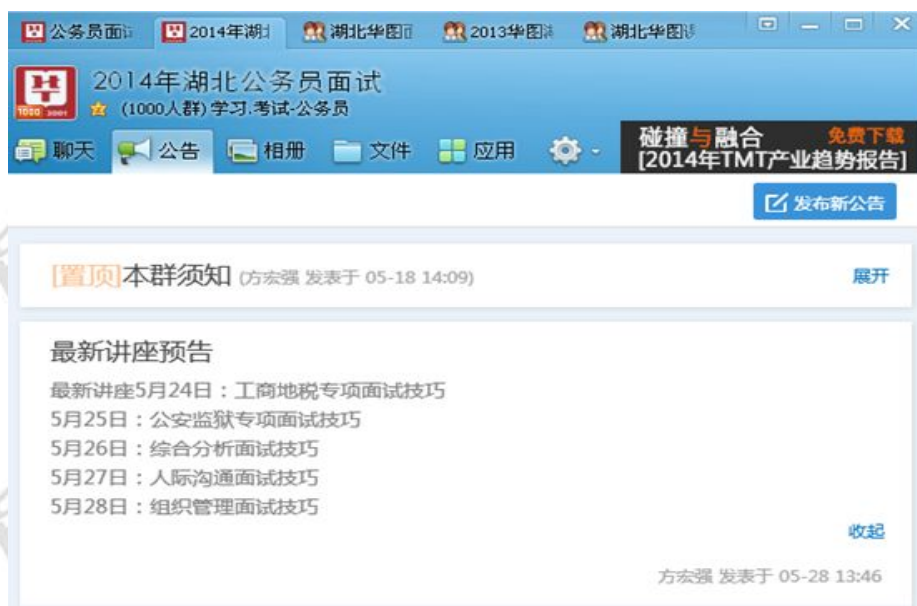 公务员面
2014年湖
湖北华图
2013华图
湖北华图
2014年湖北公务员面试
(1000人群) 学习.考试-公务员
聊天 公告 相册 文件 应用
碰撞与融合 免费下载
[2014年TMT产业趋势报告]
发布新公告
[置顶]本群须知 (方宏强 发表于 05-18 14:09)
展开
最新讲座预告
最新讲座5月24日：工商地税专项面试技巧
5月25日：公安监狱专项面试技巧
5月26日：综合分析面试技巧
5月27日：人际沟通面试技巧
5月28日：组织管理面试技巧
收起
方宏强 发表于 05-28 13:46